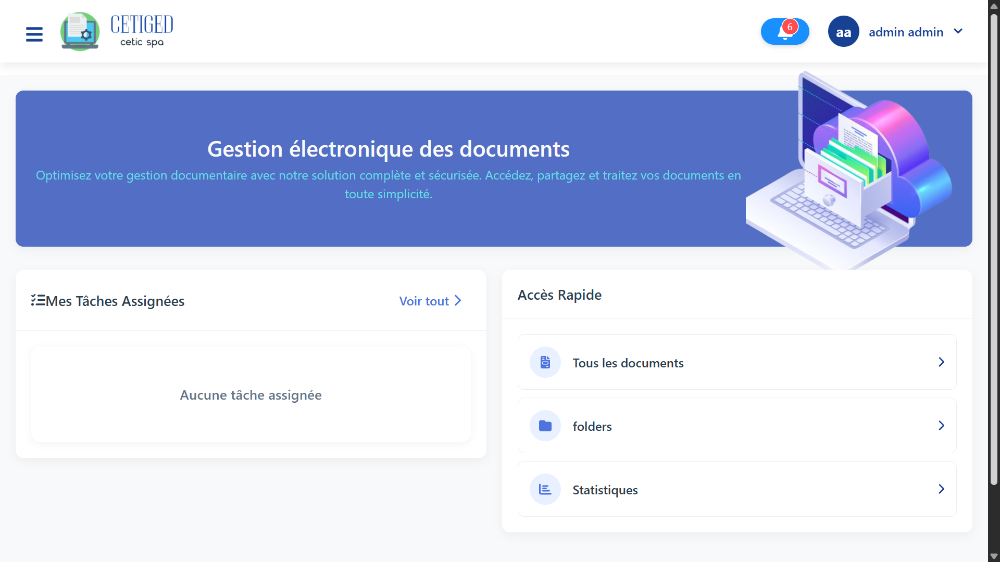 CETIGED
cetic spa
6
aa
admin admin
Gestion électronique des documents
Optimisez votre gestion documentaire avec notre solution complète et sécurisée. Accédez, partagez et traitez vos documents en
toute simplicité.
Mes Tâches Assignées
Voir tout
Aucune tâche assignée
Accès Rapide
Tous les documents
folders
Statistiques